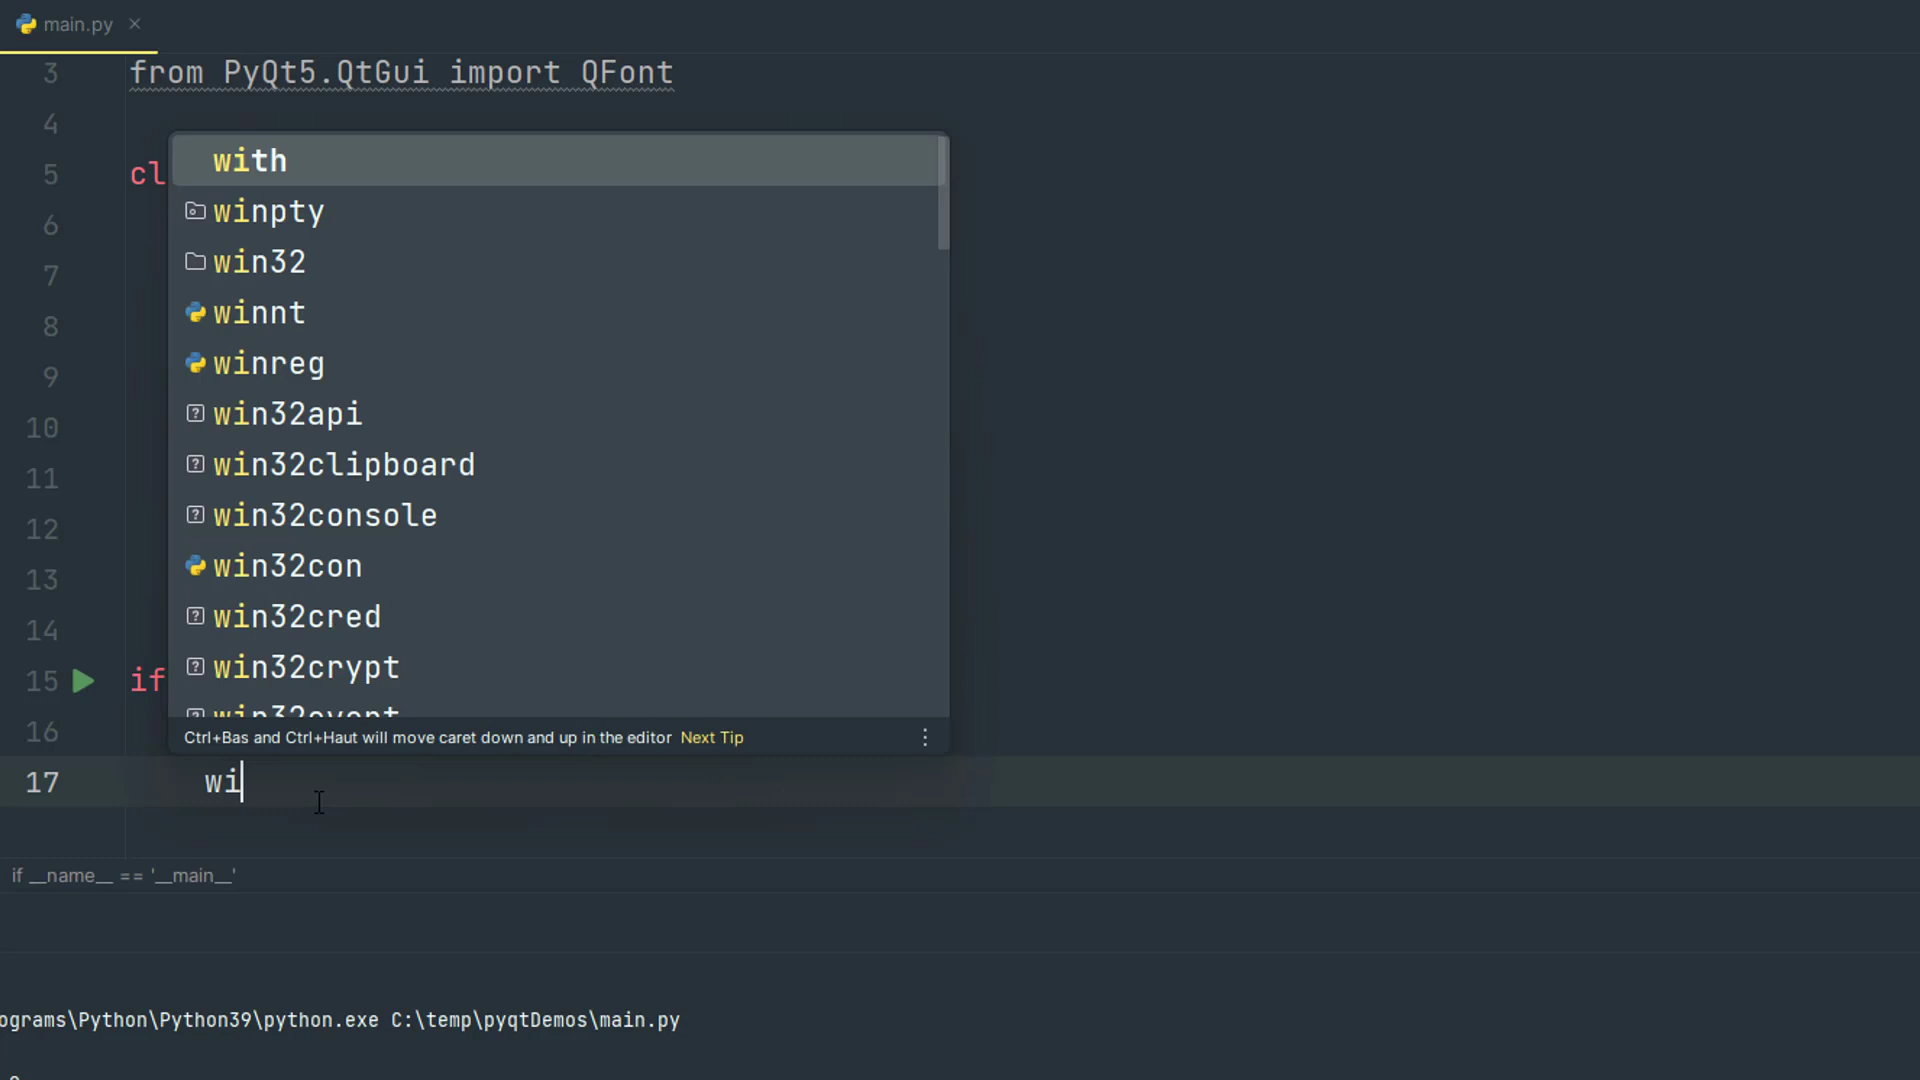 main.py
3 from PyQt5.QtGui import QFont
4
with
5 cl
winpty
6
win32
7
winnt
8
winreg
9
win32api
10
win32clipboard
11
win32console
12
win32con
13
win32cred
14
win32crypt
15 if
win32event
16
Ctrl+Bas and Ctrl+Haut will move caret down and up in the editor Next Tip
17 wi
if __name__ == '__main__'
ograms\Python\Python39\python.exe C:\temp\pyqtDemos\main.py